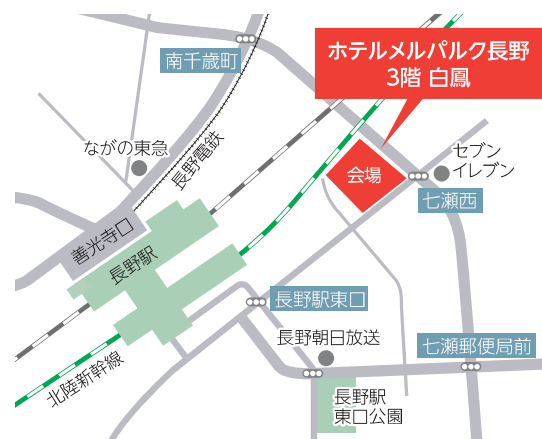 ホテルメルパルク長野
3階 白鳳
南千歳町
ながの東急
長野電鉄
セブン
イレブン
会場
七瀬西
善光寺口
長野駅
長野駅東口
長野朝日放送
七瀬郵便局前
北陸新幹線
長野駅
東口公園